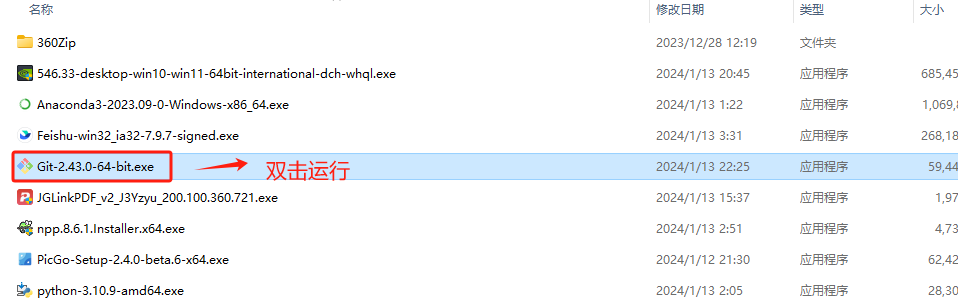 名称 修改日期 类型 大小
360Zip 2023/12/28 12:19 文件夹
546.33-desktop-win10-win11-64bit-international-dch-whql.exe 2024/1/13 20:45 应用程序 685,45
Anaconda3-2023.09-0-Windows-x86_64.exe 2024/1/13 1:22 应用程序 1,069,8
Feishu-win32_ia32-7.9.7-signed.exe 2024/1/13 3:31 应用程序 268,18
Git-2.43.0-64-bit.exe 双击运行 2024/1/13 22:25 应用程序 59,44
JGLinkPDF_v2_J3Yzyu_200.100.360.721.exe 2024/1/13 15:37 应用程序 1,97
npp.8.6.1.Installer.x64.exe 2024/1/13 2:51 应用程序 4,73
PicGo-Setup-2.4.0-beta.6-x64.exe 2024/1/12 21:30 应用程序 62,42
python-3.10.9-amd64.exe 2024/1/13 2:05 应用程序 28,30